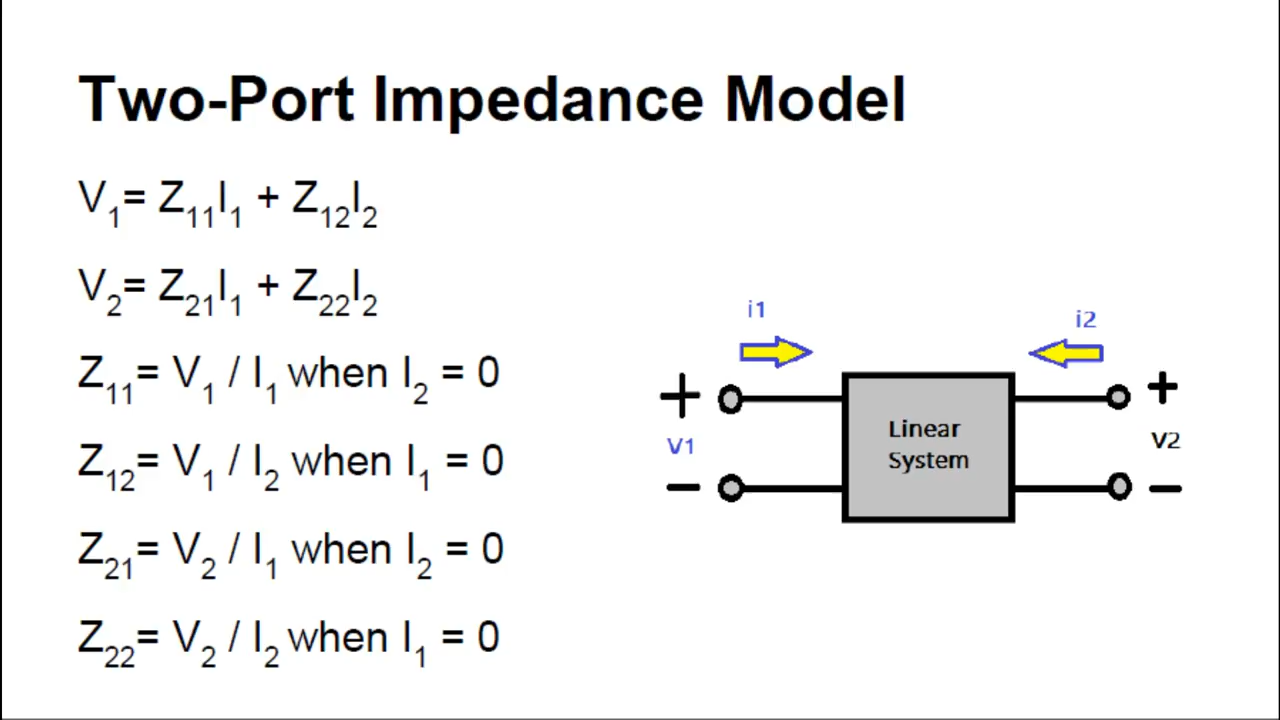 Two-Port Impedance Model
V₁= Z₁₁I₁ + Z₁₂I₂
V₂= Z₂₁I₁ + Z₂₂I₂
Z₁₁= V₁ / I₁ when I₂ = 0
Z₁₂= V₁ / I₂ when I₁ = 0
Z₂₁= V₂ / I₁ when I₂ = 0
Z₂₂= V₂ / I₂ when I₁ = 0
i1
i2
+
+
V1
Linear
System
V2
−
−